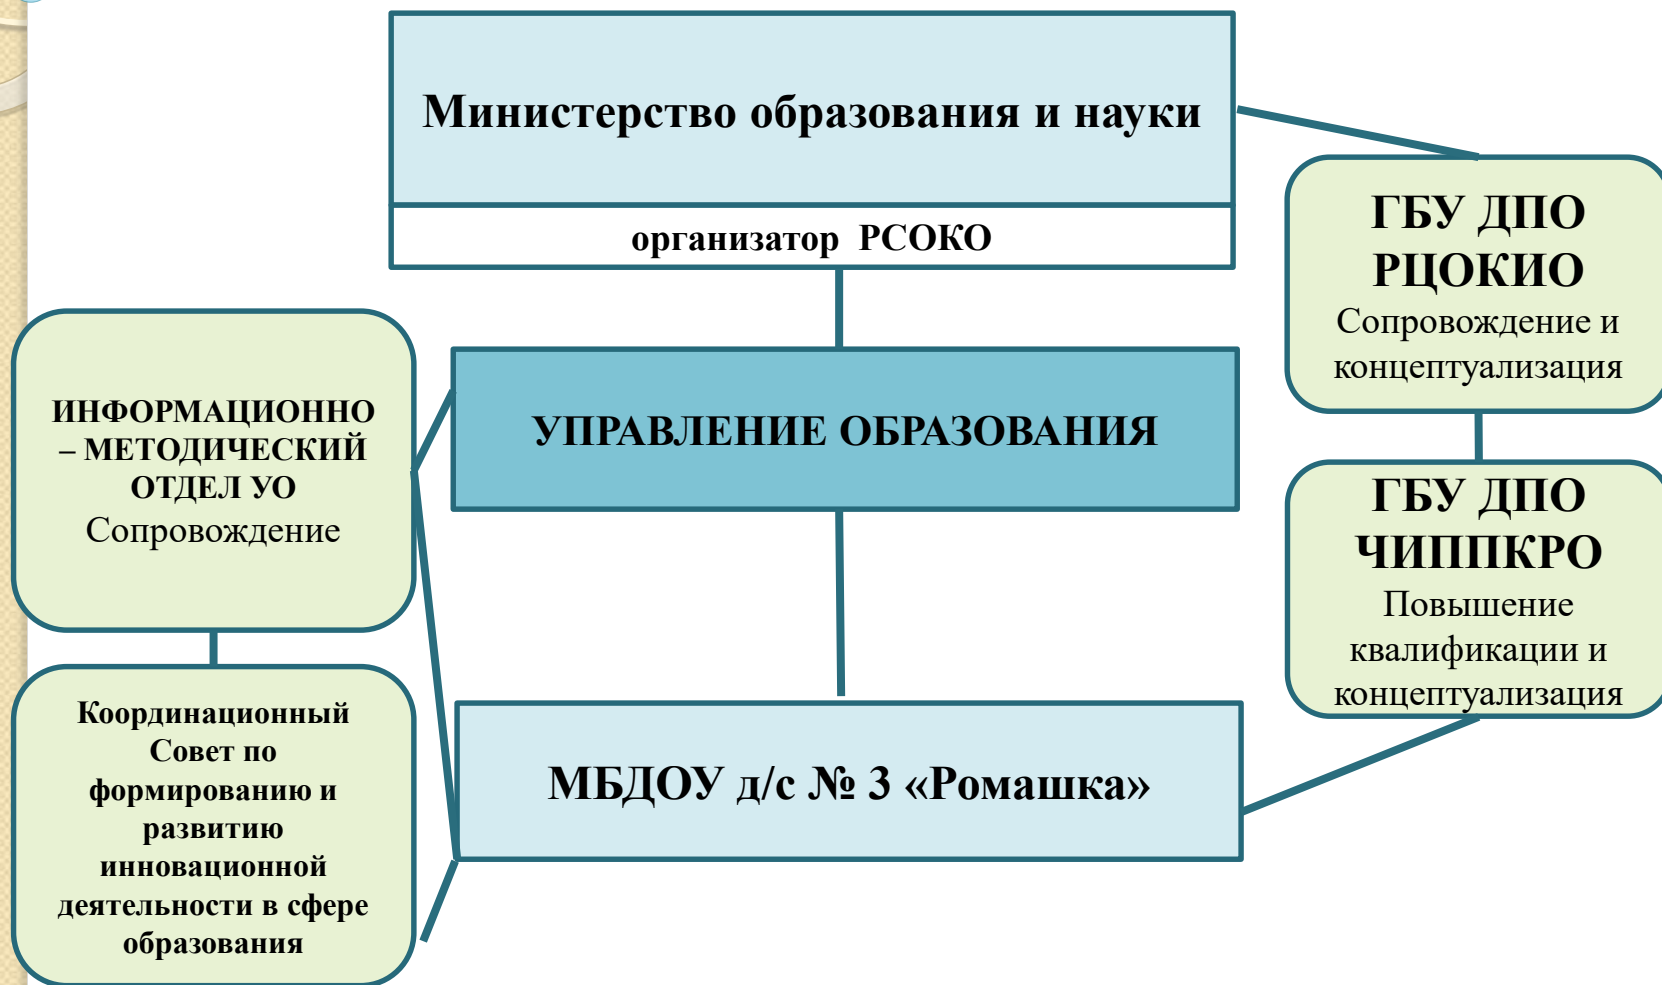 Министерство образования и науки
организатор РСОКО
ГБУ ДПО
РЦОКИО
Сопровождение и
концептуализация
ИНФОРМАЦИОННО
– МЕТОДИЧЕСКИЙ
ОТДЕЛ УО
Сопровождение
УПРАВЛЕНИЕ ОБРАЗОВАНИЯ
ГБУ ДПО
ЧИППКРО
Повышение
квалификации и
концептуализация
Координационный
Совет по
формированию и
развитию
инновационной
деятельности в сфере
образования
МБДОУ д/с № 3 «Ромашка»